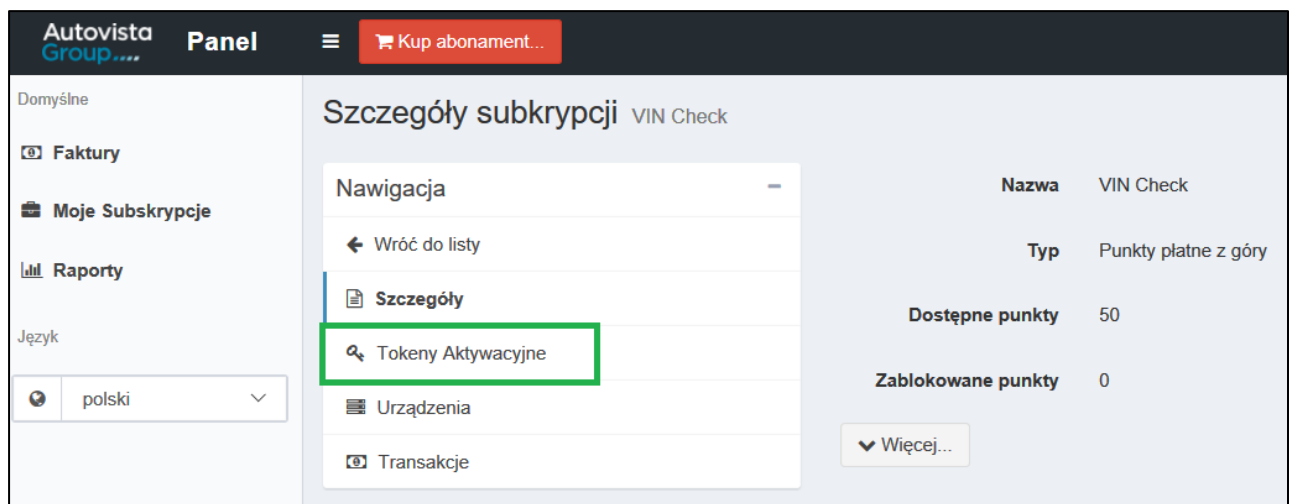 Autovista
Group....
Panel
Kup abonament...
Domyślne
Faktury
Moje Subskrypcje
Raporty
Język
polski
Szczegóły subkrypcji VIN Check
Nawigacja
Wróć do listy
Szczegóły
Tokeny Aktywacyjne
Urządzenia
Transakcje
Nazwa VIN Check
Typ Punkty płatne z góry
Dostępne punkty 50
Zablokowane punkty 0
Więcej...